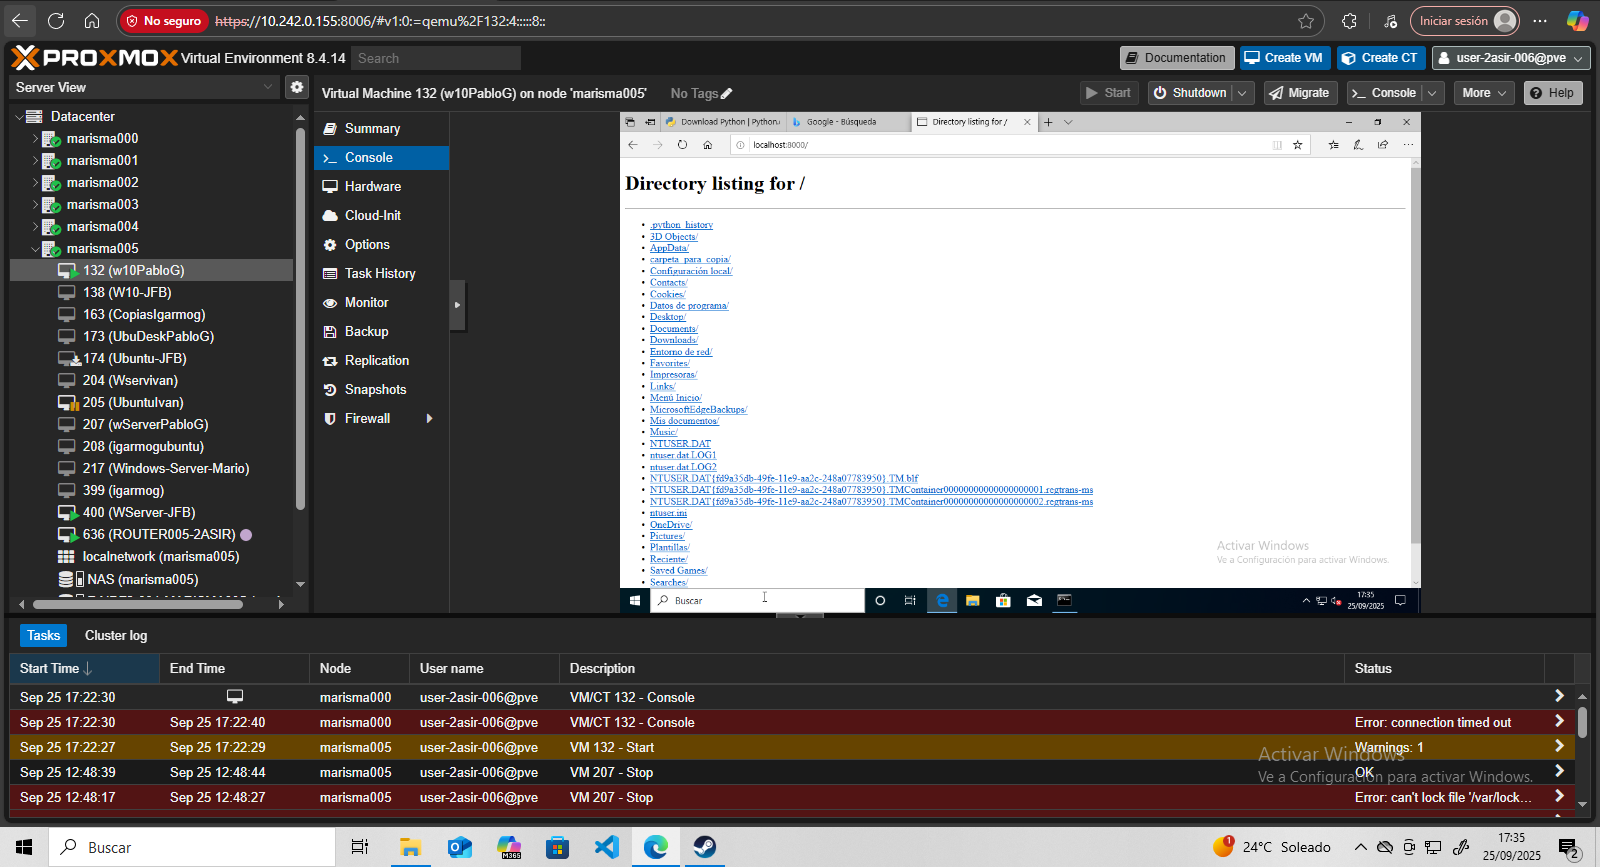 No seguro
https://10.242.0.155:8006/#v1:0:=qemu%2F132:4:::::8::
Iniciar sesión
PROXMOX Virtual Environment 8.4.14
Search
Documentation
Create VM
Create CT
user-2asir-006@pve
Server View
Virtual Machine 132 (w10PabloG) on node 'marisma005'
No Tags
Start
Shutdown
Migrate
Console
More
Help
Datacenter
marisma000
marisma001
marisma002
marisma003
marisma004
marisma005
132 (w10PabloG)
138 (W10-JFB)
163 (CopiasIgarmog)
173 (UbuDeskPabloG)
174 (Ubuntu-JFB)
204 (Wservivan)
205 (UbuntuIvan)
207 (wServerPabloG)
208 (igarmogubuntu)
217 (Windows-Server-Mario)
399 (igarmog)
400 (WServer-JFB)
636 (ROUTER005-2ASIR)
localnetwork (marisma005)
NAS (marisma005)
Summary
Console
Hardware
Cloud-Init
Options
Task History
Monitor
Backup
Replication
Snapshots
Firewall
Download Python | Python.
Google - Búsqueda
Directory listing for /
localhost:8000/
Directory listing for /
.python_history
3D Objects/
AppData/
carpeta_para_copia/
Configuración local/
Contacts/
Cookies/
Datos de programa/
Desktop/
Documents/
Downloads/
Entorno de red/
Favorites/
Impresoras/
Links/
Menú Inicio/
MicrosoftEdgeBackups/
Mis documentos/
Music/
NTUSER.DAT
ntuser.dat.LOG1
ntuser.dat.LOG2
NTUSER.DAT{fd9a35db-49fe-11e9-aa2c-248a07783950}.TM.blf
NTUSER.DAT{fd9a35db-49fe-11e9-aa2c-248a07783950}.TMContainer00000000000000000001.regtrans-ms
NTUSER.DAT{fd9a35db-49fe-11e9-aa2c-248a07783950}.TMContainer00000000000000000002.regtrans-ms
ntuser.ini
OneDrive/
Pictures/
Plantillas/
Reciente/
Saved Games/
Searches/
Activar Windows
Ve a Configuración para activar Windows.
Buscar
17:35
25/09/2025
Tasks
Cluster log
Start Time End Time Node User name Description Status
Sep 25 17:22:30 marisma000 user-2asir-006@pve VM/CT 132 - Console
Sep 25 17:22:30 Sep 25 17:22:40 marisma000 user-2asir-006@pve VM/CT 132 - Console Error: connection timed out
Sep 25 17:22:27 Sep 25 17:22:29 marisma005 user-2asir-006@pve VM 132 - Start Warnings: 1
Sep 25 12:48:39 Sep 25 12:48:44 marisma005 user-2asir-006@pve VM 207 - Stop OK
Sep 25 12:48:17 Sep 25 12:48:27 marisma005 user-2asir-006@pve VM 207 - Stop Error: can't lock file '/var/lock...
Activar Windows
Ve a Configuración para activar Windows.
Buscar
M365
1
24°C Soleado
17:35
25/09/2025
2